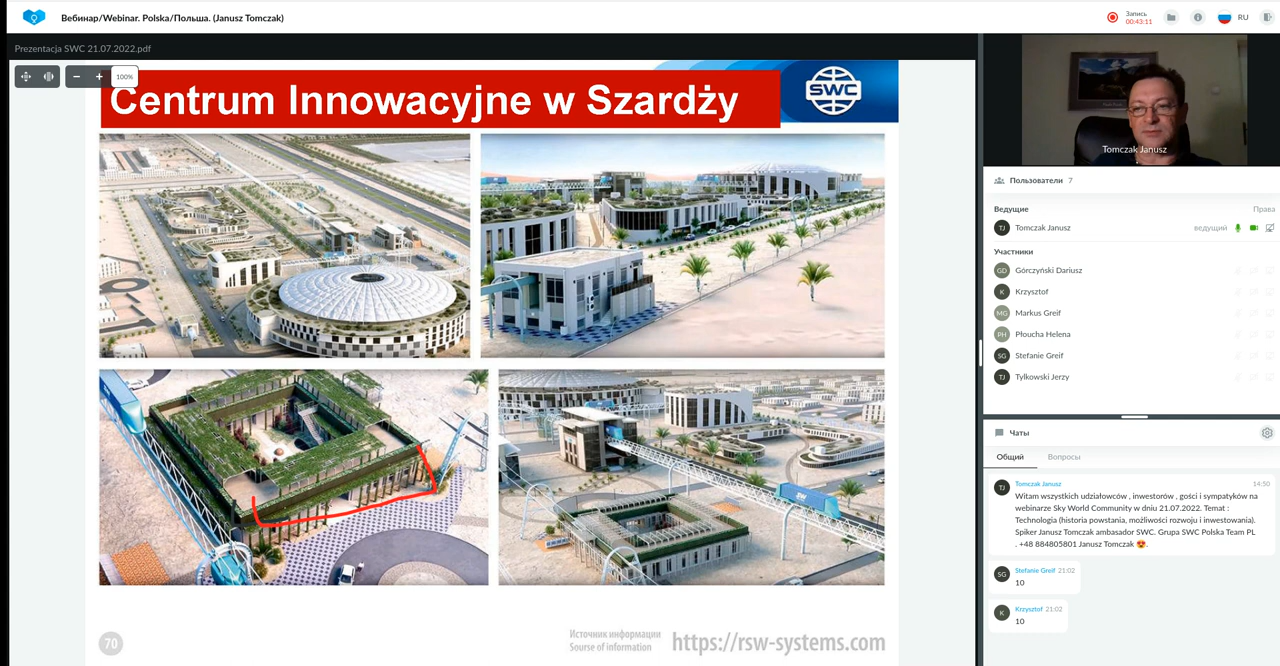 Вебинар/Webinar. Polska/Польша. (Janusz Tomczak)
Запись
00:43:11
RU
Prezentacja SWC 21.07.2022.pdf
100%
Centrum Innowacyjne w Szardży
SWC
Tomczak Janusz
Пользователи 7
Ведущие
Права
TJ Tomczak Janusz ведущий
Участники
GD Górczyński Dariusz
K Krzysztof
MG Markus Greif
PH Płoucha Helena
SG Stefanie Greif
TJ Tylkowski Jerzy
Чаты
Общий Вопросы
TJ Tomczak Janusz 14:50
Witam wszystkich udziałowców , inwestorów , gości i sympatyków na
webinarze Sky World Community w dniu 21.07.2022. Temat :
Technologia (historia powstania, możliwości rozwoju i inwestowania).
Spiker Janusz Tomczak ambasador SWC. Grupa SWC Polska Team PL
. +48 884805801 Janusz Tomczak 😍.
SG Stefanie Greif 21:02
10
K Krzysztof 21:02
10
70
Источник информации
Sourse of information
https://rsw-systems.com